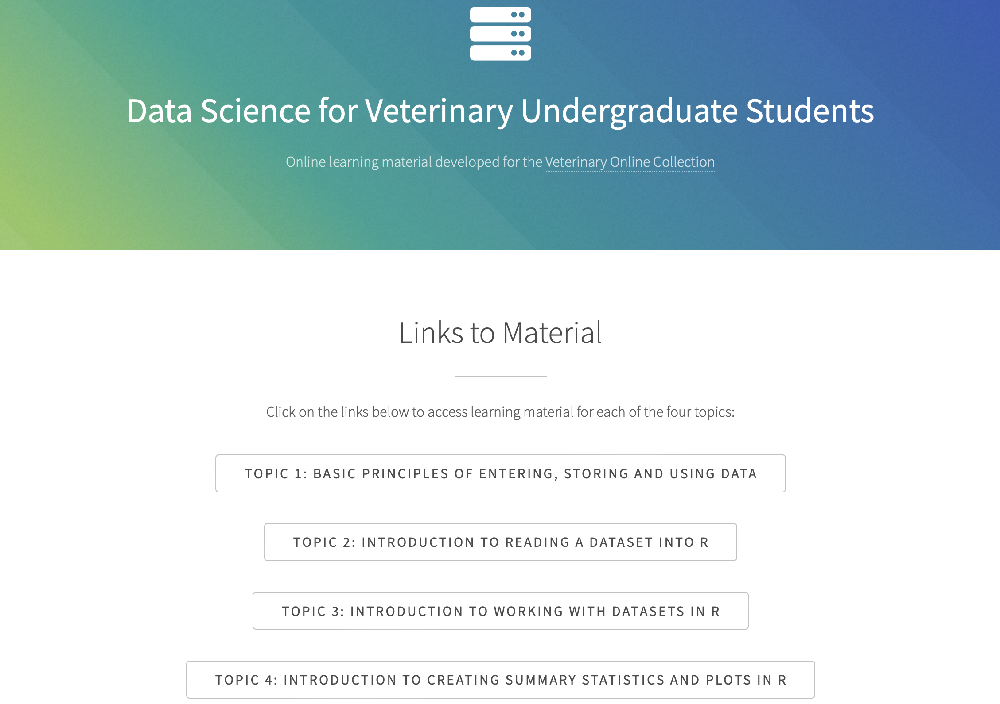 Data Science for Veterinary Undergraduate Students
Online learning material developed for the Veterinary Online Collection
Links to Material
Click on the links below to access learning material for each of the four topics:
TOPIC 1: BASIC PRINCIPLES OF ENTERING, STORING AND USING DATA
TOPIC 2: INTRODUCTION TO READING A DATASET INTO R
TOPIC 3: INTRODUCTION TO WORKING WITH DATASETS IN R
TOPIC 4: INTRODUCTION TO CREATING SUMMARY STATISTICS AND PLOTS IN R